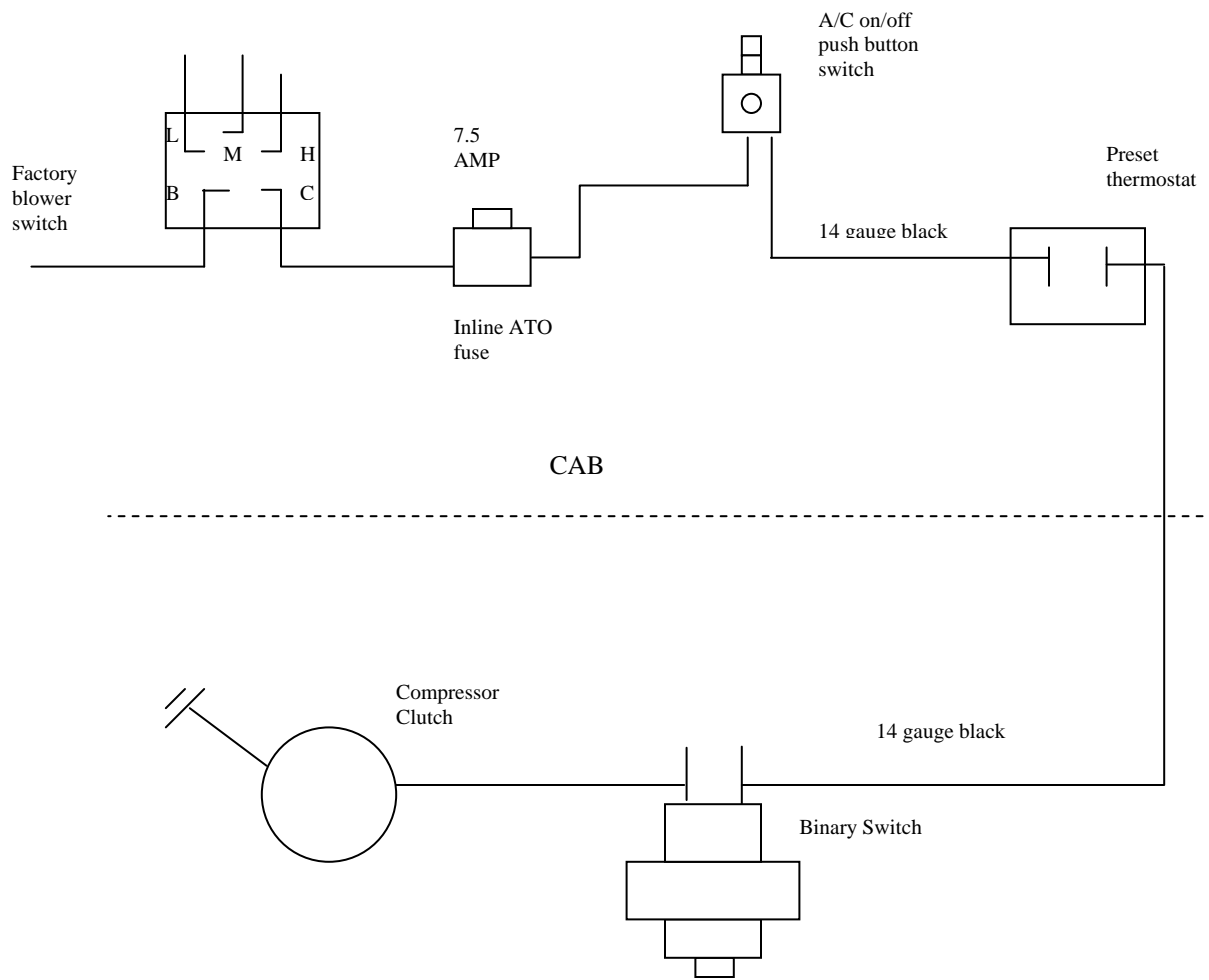 A/C on/off
push button
switch
L
M
H
B
C
Factory
blower
switch
7.5
AMP
Inline ATO
fuse
14 gauge black
Preset
thermostat
CAB
Compressor
Clutch
14 gauge black
Binary Switch